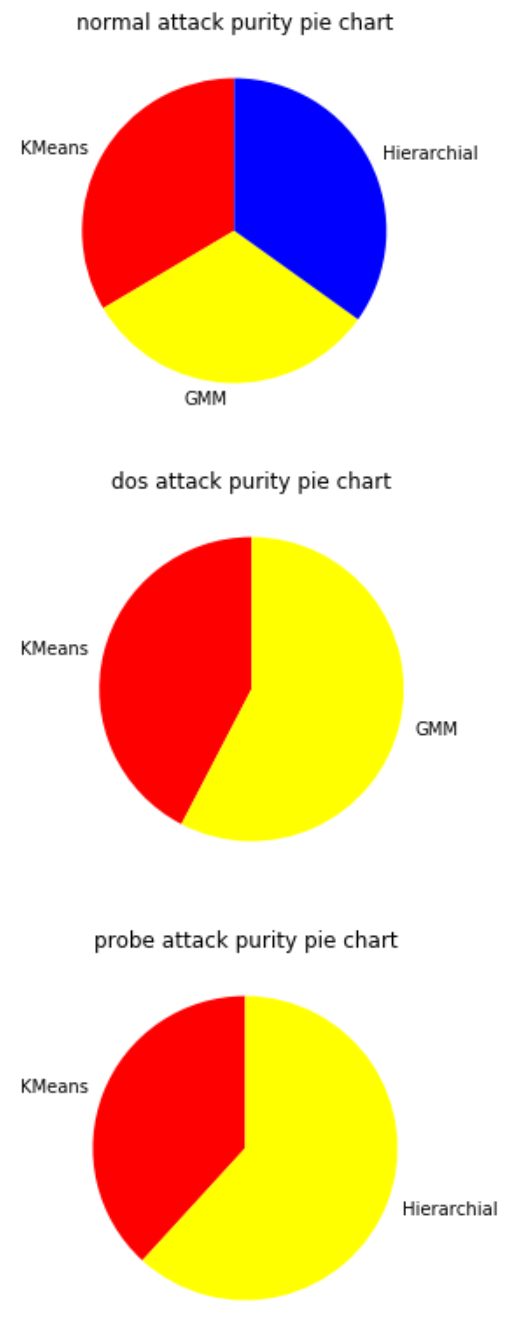 normal attack purity pie chart
KMeans
Hierarchial
GMM
dos attack purity pie chart
KMeans
GMM
probe attack purity pie chart
KMeans
Hierarchial